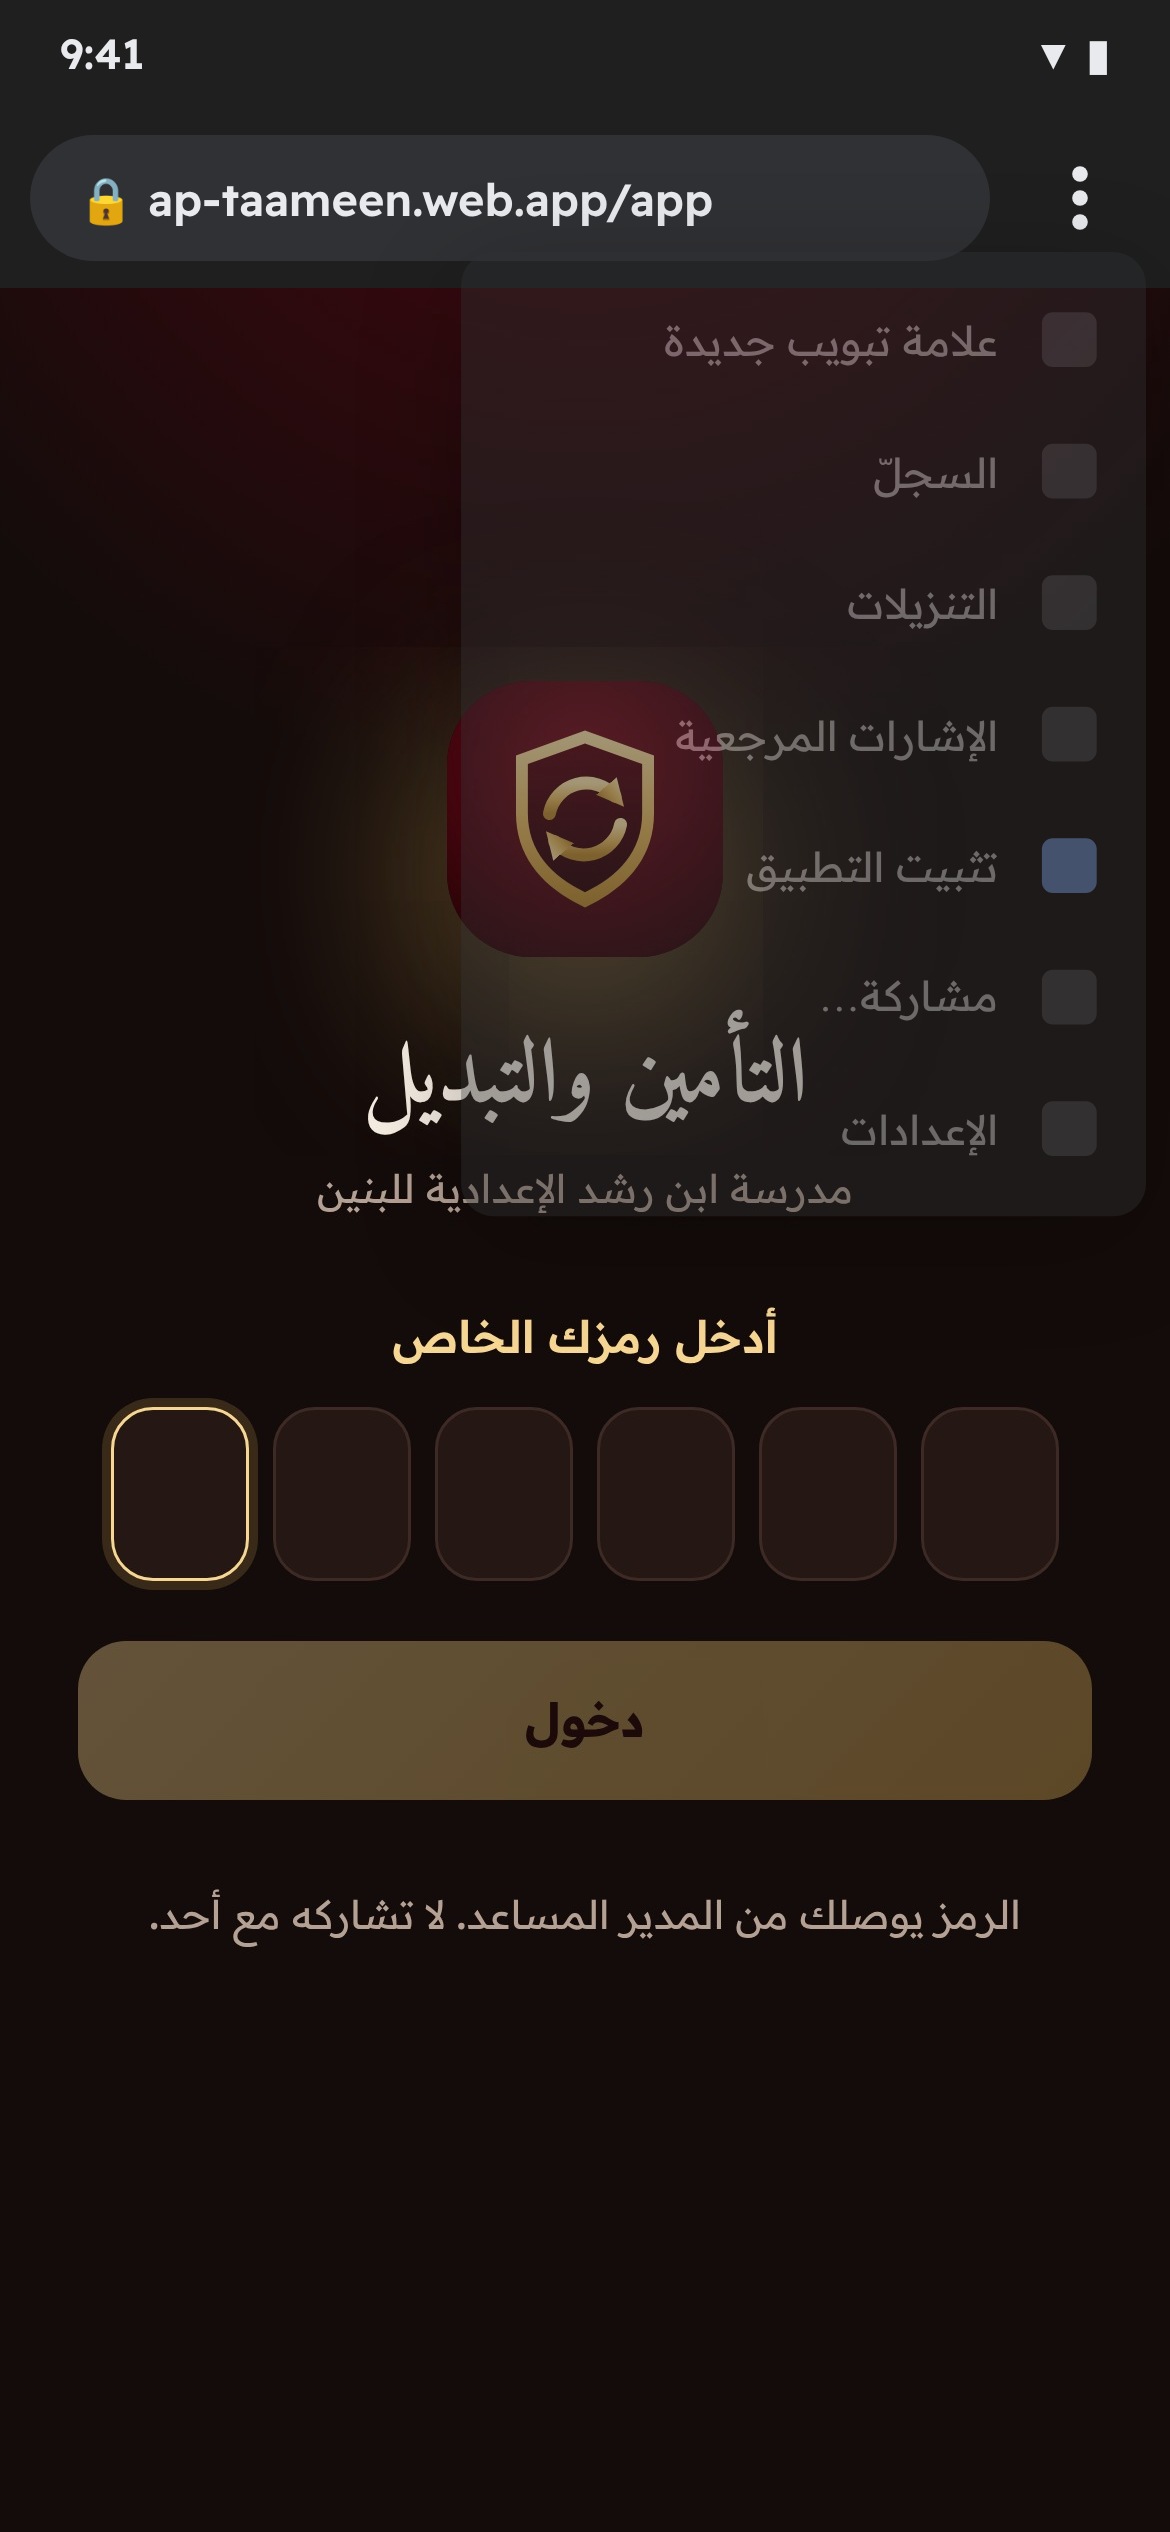 9:41
ap-taameen.web.app/app
علامة تبويب جديدة
السجلّ
التنزيلات
الإشارات المرجعية
تثبيت التطبيق
مشاركة...
الإعدادات
التأمين والتبديل
مدرسة ابن رشد الإعدادية للبنين
أدخل رمزك الخاص
دخول
الرمز يوصلك من المدير المساعد. لا تشاركه مع أحد.